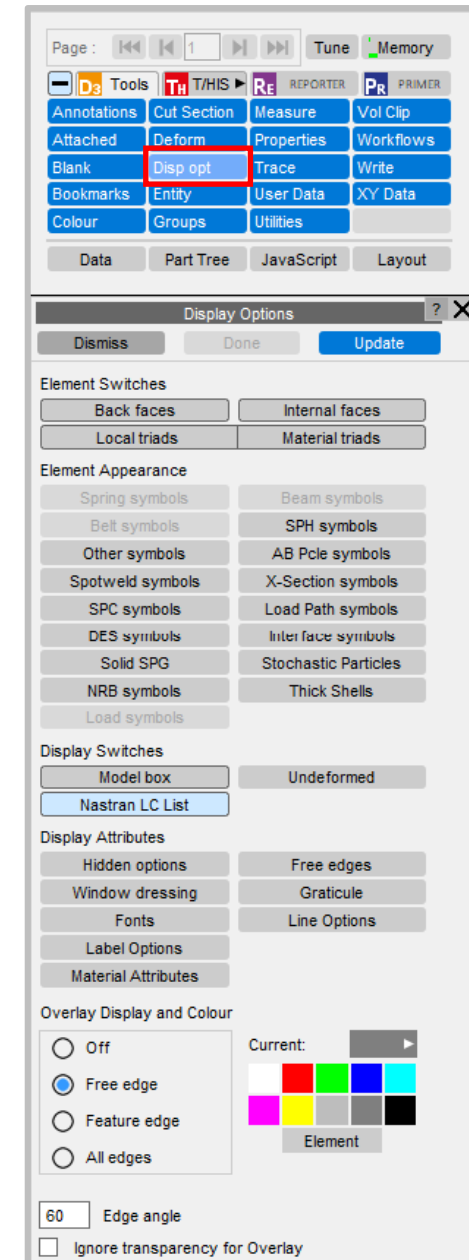 Page : 1 Tune Memory
D3 Tools TH T/HIS RE REPORTER PR PRIMER
Annotations Cut Section Measure Vol Clip
Attached Deform Properties Workflows
Blank Disp opt Trace Write
Bookmarks Entity User Data XY Data
Colour Groups Utilities
Data Part Tree JavaScript Layout
Display Options ? X
Dismiss Done Update
Element Switches
Back faces Internal faces
Local triads Material triads
Element Appearance
Spring symbols Beam symbols
Belt symbols SPH symbols
Other symbols AB Pcle symbols
Spotweld symbols X-Section symbols
SPC symbols Load Path symbols
DES symbols Interface symbols
Solid SPG Stochastic Particles
NRB symbols Thick Shells
Load symbols
Display Switches
Model box Undeformed
Nastran LC List
Display Attributes
Hidden options Free edges
Window dressing Graticule
Fonts Line Options
Label Options
Material Attributes
Overlay Display and Colour
Off Current:
Free edge
Feature edge
Element
All edges
60 Edge angle
Ignore transparency for Overlay